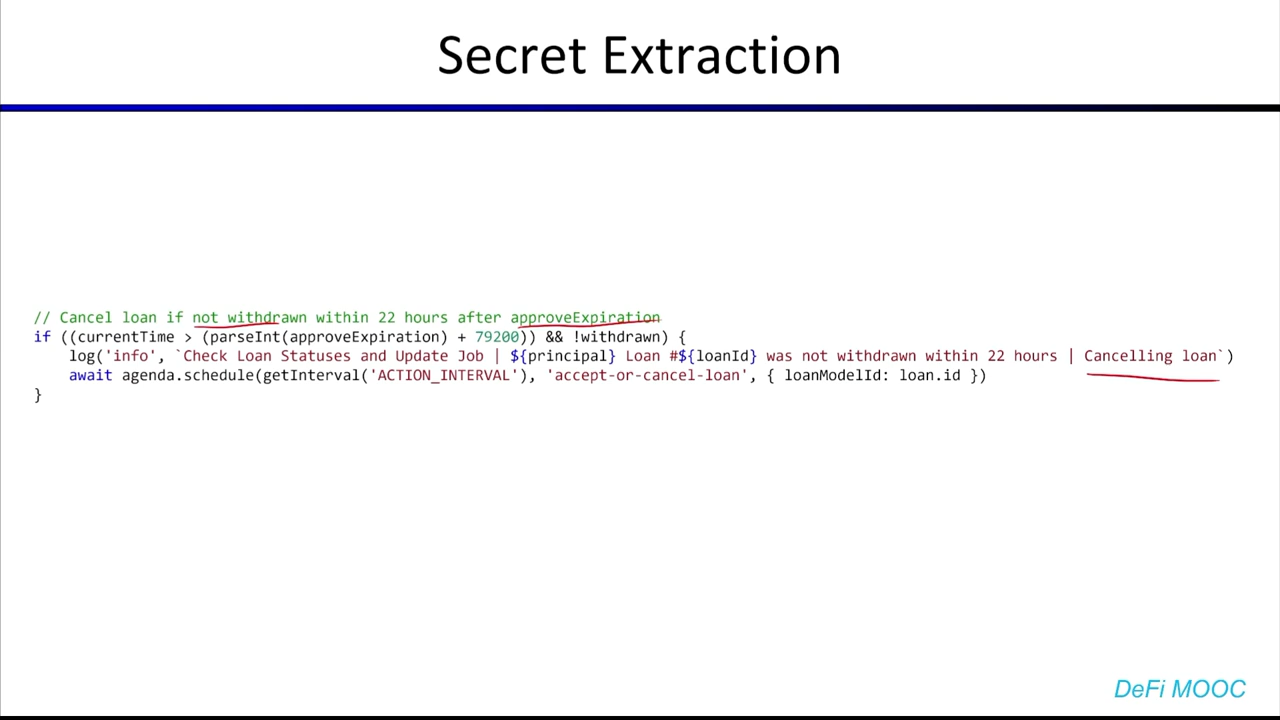 Secret Extraction
// Cancel loan if not withdrawn within 22 hours after approveExpiration
if ((currentTime > (parseInt(approveExpiration) + 79200)) && !withdrawn) {
    log('info', `Check Loan Statuses and Update Job | ${principal} Loan #${loanId} was not withdrawn within 22 hours | Cancelling loan`)
    await agenda.schedule(getInterval('ACTION_INTERVAL'), 'accept-or-cancel-loan', { loanModelId: loan.id })
}
DeFi MOOC